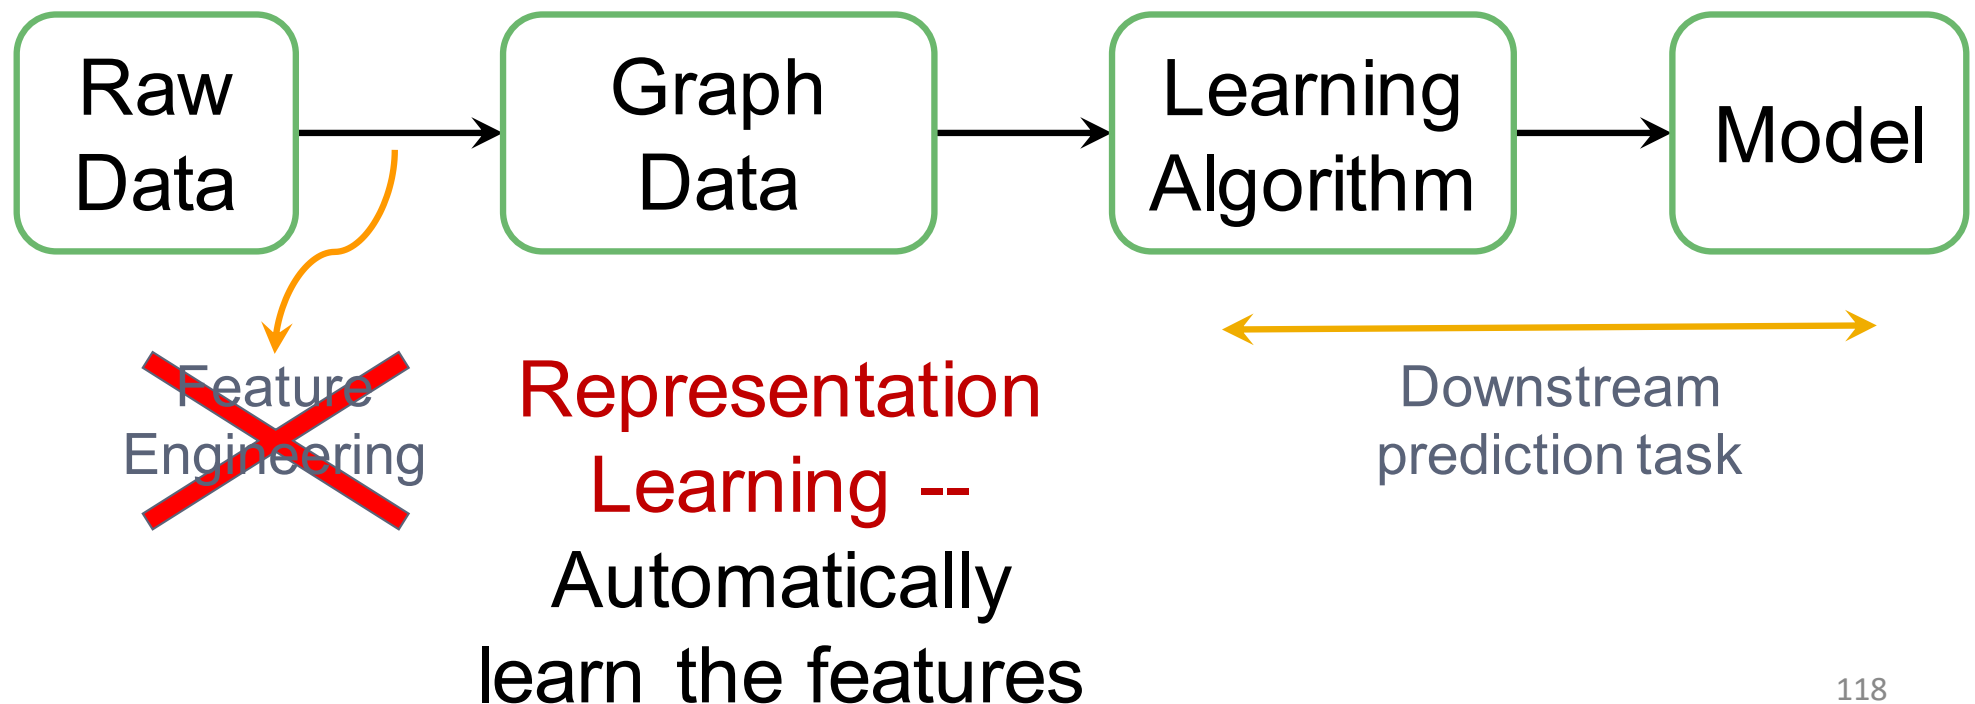 Raw
Data
Graph
Data
Learning
Algorithm
Model
Feature
Engineering
Representation
Learning --
Automatically
learn the features
Downstream
prediction task
118